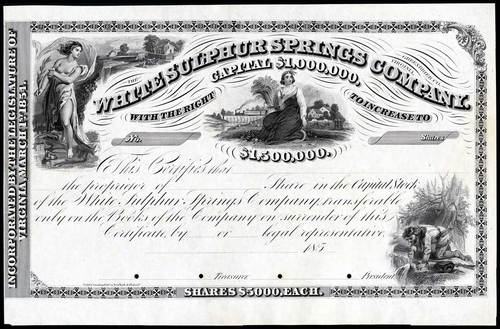 INCORPORATED BY THE LEGISLATURE OF
VIRGINIA MARCH 1st 1854.
THE
WHITE SULPHUR SPRINGS COMPANY.
CAPITAL $1,000,000,
WITH THE RIGHT
TO INCREASE TO
No.
Shares
$1,500,000.
This Certifies that
the proprietor of Share in the Capital Stock
of the White Sulphur Springs Company, transferable
only on the Books of the Company on surrender of this
Certificate, by or legal representative
185
Treasurer
President
SHARES $5000, EACH.